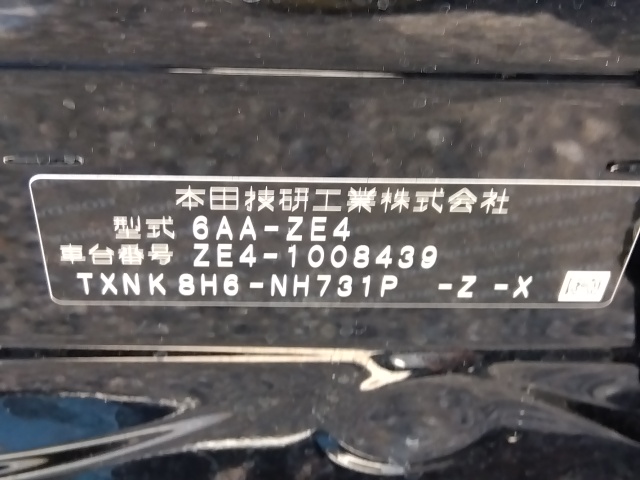 本田技研工業株式会社
型式 6AA-ZE4
車台番号 ZE4-1008439
TXNK8H6-NH731P -Z -X